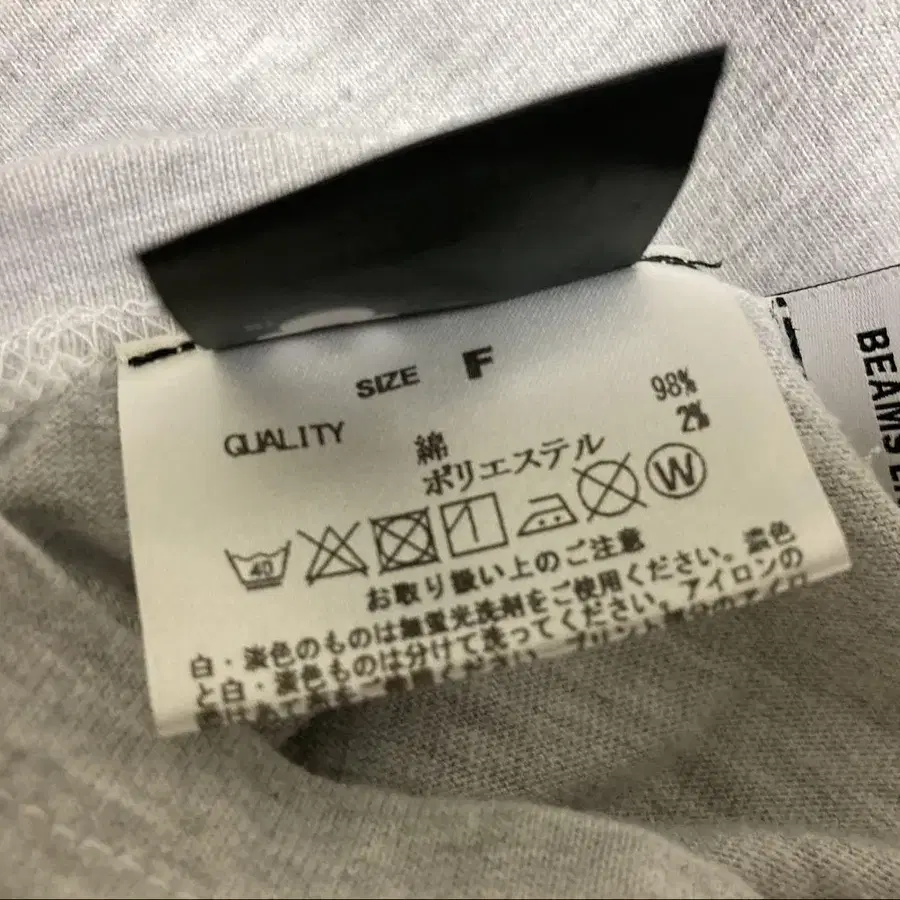 SIZE F
QUALITY 綿 98%
ポリエステル 2%
40
W
お取り扱い上のご注意
白・淡色のものは無蛍光洗剤をご使用ください。濃色
と白・淡色ものは分けて洗ってください。アイロンの
BEAMS